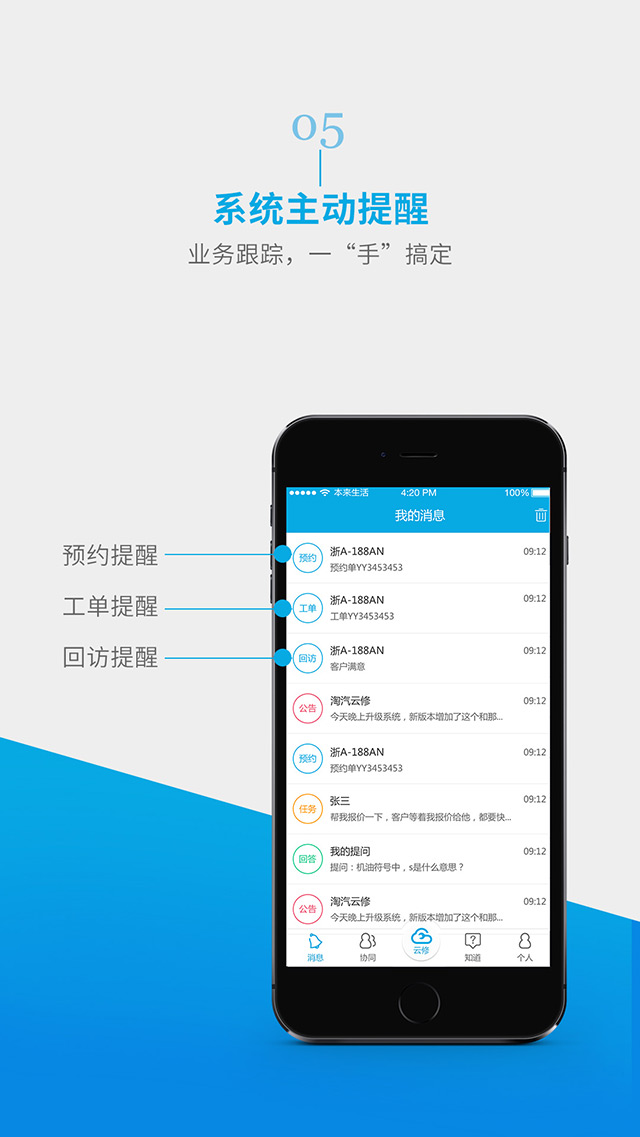 05
系统主动提醒
业务跟踪，一“手”搞定
本来生活 4:20 PM 100%
我的消息
预约提醒
工单提醒
回访提醒
预约 浙A-188AN 09:12
预约单YY3453453
工单 浙A-188AN 09:12
工单YY3453453
回访 浙A-188AN 09:12
客户满意
公告 淘汽云修 09:12
今天晚上升级系统，新版本增加了这个和那...
预约 浙A-188AN 09:12
预约单YY3453453
任务 张三 09:12
帮我报价一下，客户等着我报价给他，都要快...
回答 我的提问 09:12
提问：机油符号中，s是什么意思？
公告 淘汽云修 09:12
今天晚上升级系统，新版本增加了这个和那...
消息 协同 云修 知道 个人